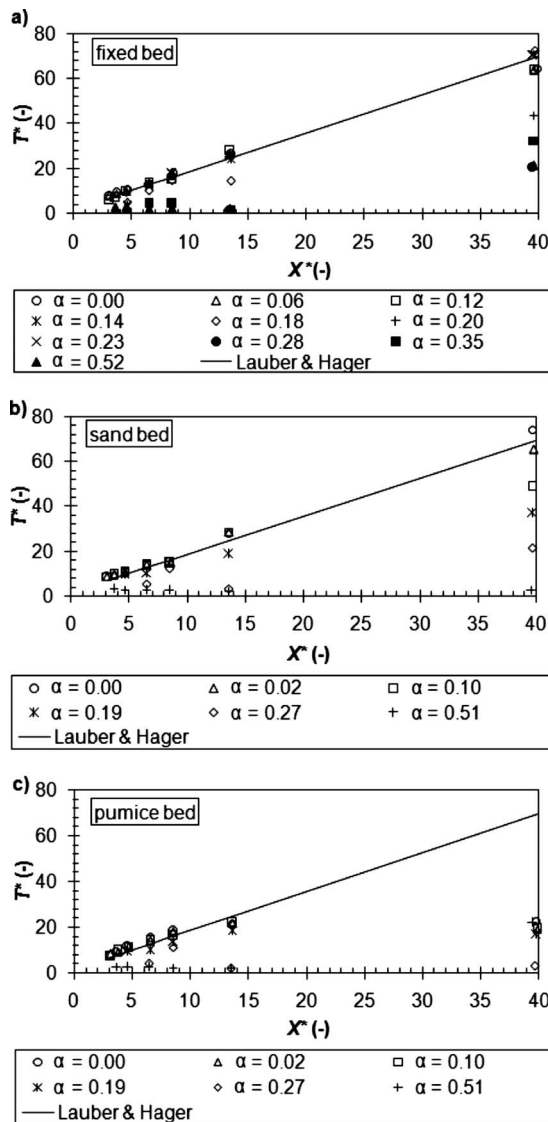 a)
fixed bed
T* (-)
80
60
40
20
0
0 5 10 15 20 25 30 35 40
X*(-)
α = 0.00 α = 0.06 α = 0.12
α = 0.14 α = 0.18 α = 0.20
α = 0.23 α = 0.28 α = 0.35
α = 0.52 Lauber & Hager
b)
sand bed
T* (-)
80
60
40
20
0
0 5 10 15 20 25 30 35 40
X* (-)
α = 0.00 α = 0.02 α = 0.10
α = 0.19 α = 0.27 α = 0.51
Lauber & Hager
c)
pumice bed
T* (-)
80
60
40
20
0
0 5 10 15 20 25 30 35 40
X* (-)
α = 0.00 α = 0.02 α = 0.10
α = 0.19 α = 0.27 α = 0.51
Lauber & Hager